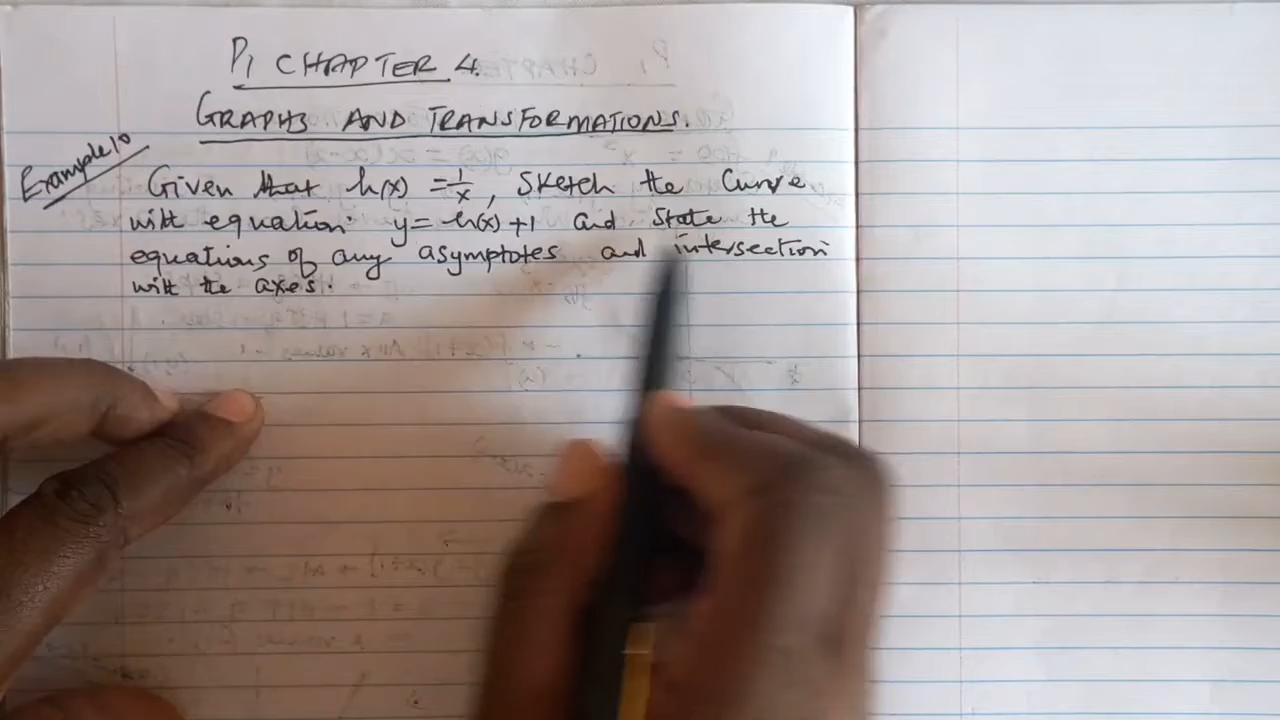 P1 CHAPTER 4.
GRAPHS AND TRANSFORMATIONS.
Example 10
Given that h(x) = 1/x, Sketch the Curve
with equation y = h(x) + 1 and State the
equations of any asymptotes and intersection
with the axes.